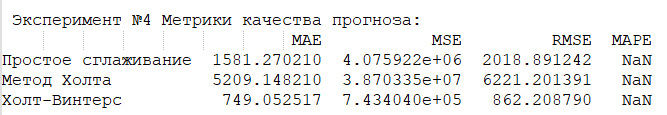 Эксперимент №4 Метрики качества прогноза:
MAE MSE RMSE MAPE
Простое сглаживание 1581.270210 4.075922e+06 2018.891242 NaN
Метод Холта 5209.148210 3.870335e+07 6221.201391 NaN
Холт-Винтерс 749.052517 7.434040e+05 862.208790 NaN